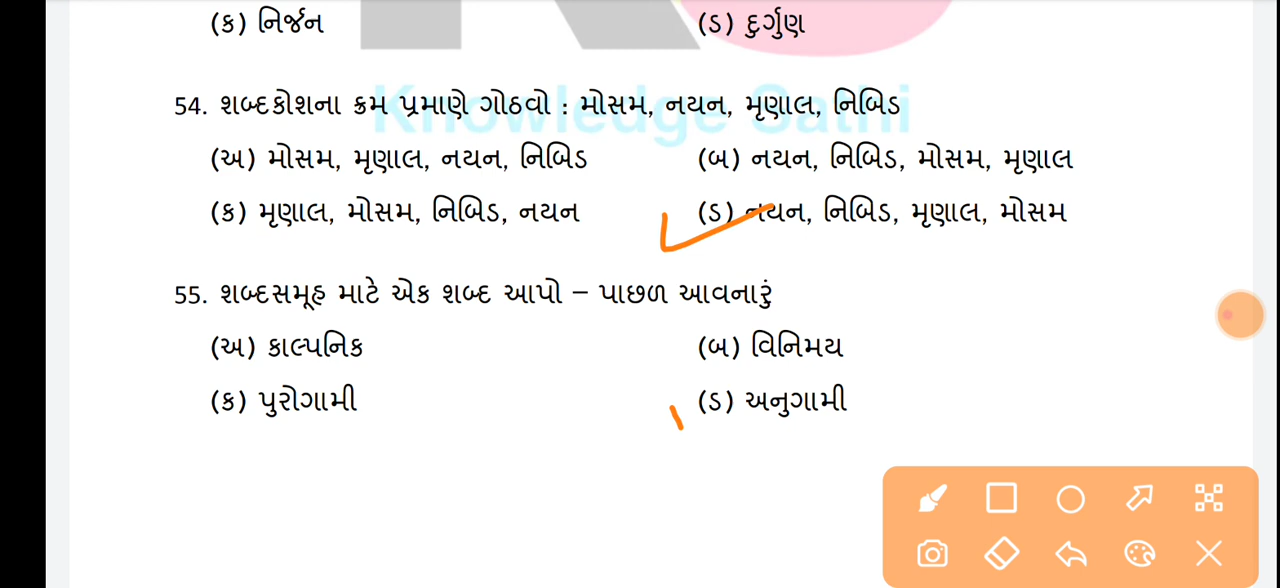 (ક) નિર્જન (ડ) દુર્ગુણ
Knowledge Sathi
54. શબ્દકોશના ક્રમ પ્રમાણે ગોઠવો : મોસમ, નયન, મૃણાલ, નિબિડ
(અ) મોસમ, મૃણાલ, નયન, નિબિડ (બ) નયન, નિબિડ, મોસમ, મૃણાલ
(ક) મૃણાલ, મોસમ, નિબિડ, નયન (ડ) નયન, નિબિડ, મૃણાલ, મોસમ
55. શબ્દસમૂહ માટે એક શબ્દ આપો – પાછળ આવનારું
(અ) કાલ્પનિક (બ) વિનિમય
(ક) પુરોગામી (ડ) અનુગામી